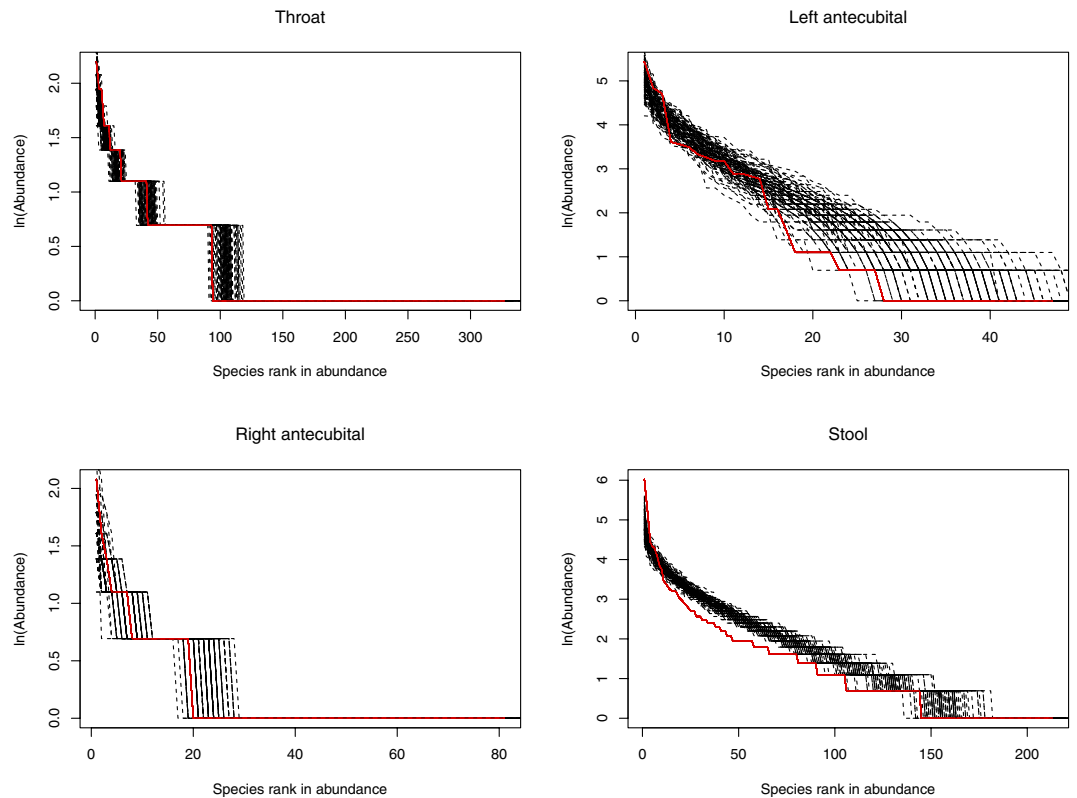 Throat
ln(Abundance)
2.0
1.5
1.0
0.5
0.0
0 50 100 150 200 250 300
Species rank in abundance
Left antecubital
ln(Abundance)
5
4
3
2
1
0
0 10 20 30 40
Species rank in abundance
Right antecubital
ln(Abundance)
2.0
1.5
1.0
0.5
0.0
0 20 40 60 80
Species rank in abundance
Stool
ln(Abundance)
6
5
4
3
2
1
0
0 50 100 150 200
Species rank in abundance